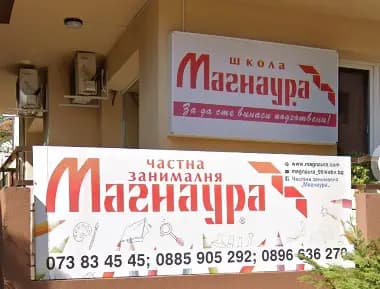 школа
Магнаура
За да сте винаги подготвени!
частна
занималня
Магнаура
®
www.magnaura.com
magnaura_98@abv.bg
Частна занималня
„Магнаура"
073 83 45 45; 0885 905 292; 0896 636 270